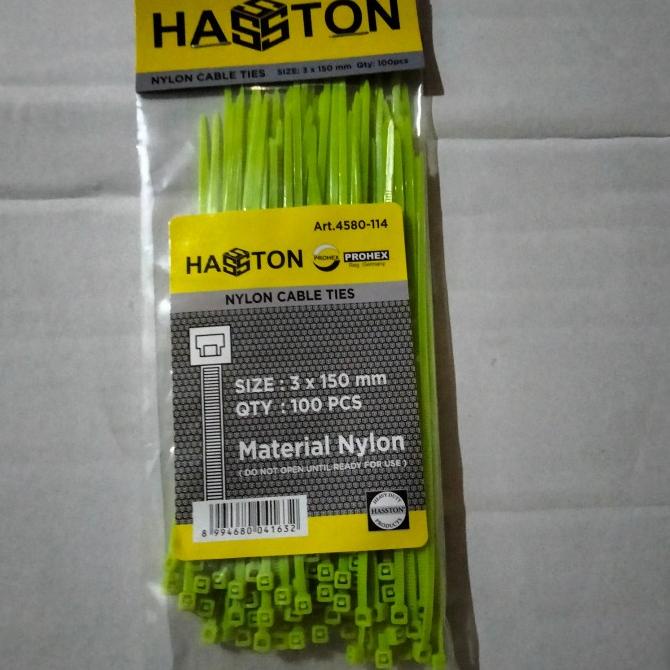 HASSTON
NYLON CABLE TIES SIZE: 3 x 150 mm Qty: 100pcs
Art.4580-114
HASSTON PROHEX PROHEX
Reg. Germany
NYLON CABLE TIES
SIZE : 3 x 150 mm
QTY : 100 PCS
Material Nylon
( DO NOT OPEN UNTIL READY FOR USE )
8 994680 041632
HEAVY DUTY
HASSTON
PRODUCTS